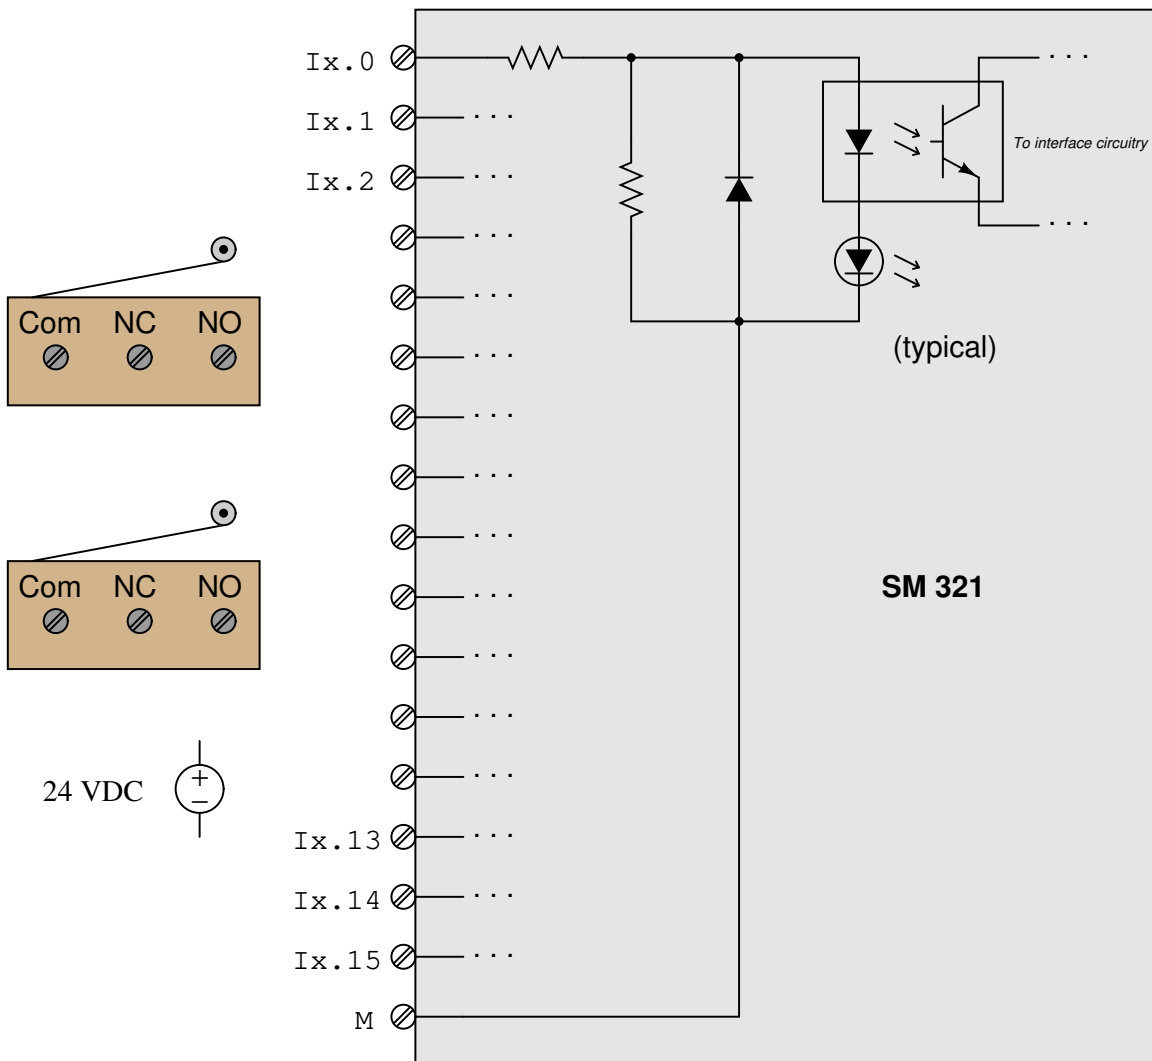 Ix.0
Ix.1
To interface circuitry
Ix.2
Com NC NO
(typical)
Com NC NO
SM 321
24 VDC
+
−
Ix.13
Ix.14
Ix.15
M